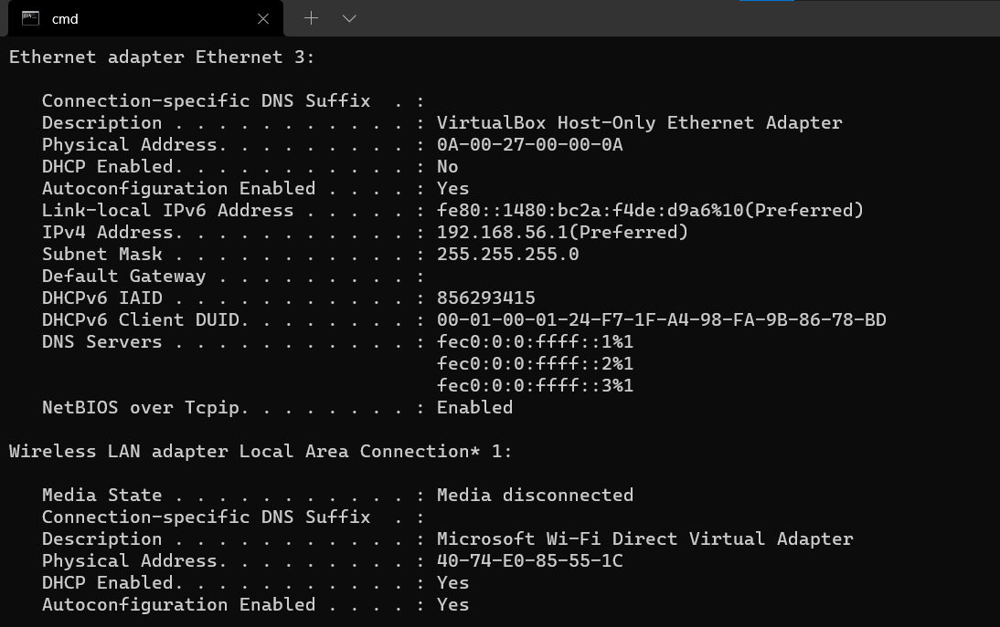 cmd
Ethernet adapter Ethernet 3:
Connection-specific DNS Suffix  . :
Description . . . . . . . . . . . : VirtualBox Host-Only Ethernet Adapter
Physical Address. . . . . . . . . : 0A-00-27-00-00-0A
DHCP Enabled. . . . . . . . . . . : No
Autoconfiguration Enabled . . . . : Yes
Link-local IPv6 Address . . . . . : fe80::1480:bc2a:f4de:d9a6%10(Preferred)
IPv4 Address. . . . . . . . . . . : 192.168.56.1(Preferred)
Subnet Mask . . . . . . . . . . . : 255.255.255.0
Default Gateway . . . . . . . . . :
DHCPv6 IAID . . . . . . . . . . . : 856293415
DHCPv6 Client DUID. . . . . . . . : 00-01-00-01-24-F7-1F-A4-98-FA-9B-86-78-BD
DNS Servers . . . . . . . . . . . : fec0:0:0:ffff::1%1
fec0:0:0:ffff::2%1
fec0:0:0:ffff::3%1
NetBIOS over Tcpip. . . . . . . . : Enabled
Wireless LAN adapter Local Area Connection* 1:
Media State . . . . . . . . . . . : Media disconnected
Connection-specific DNS Suffix  . :
Description . . . . . . . . . . . : Microsoft Wi-Fi Direct Virtual Adapter
Physical Address. . . . . . . . . : 40-74-E0-85-55-1C
DHCP Enabled. . . . . . . . . . . : Yes
Autoconfiguration Enabled . . . . : Yes